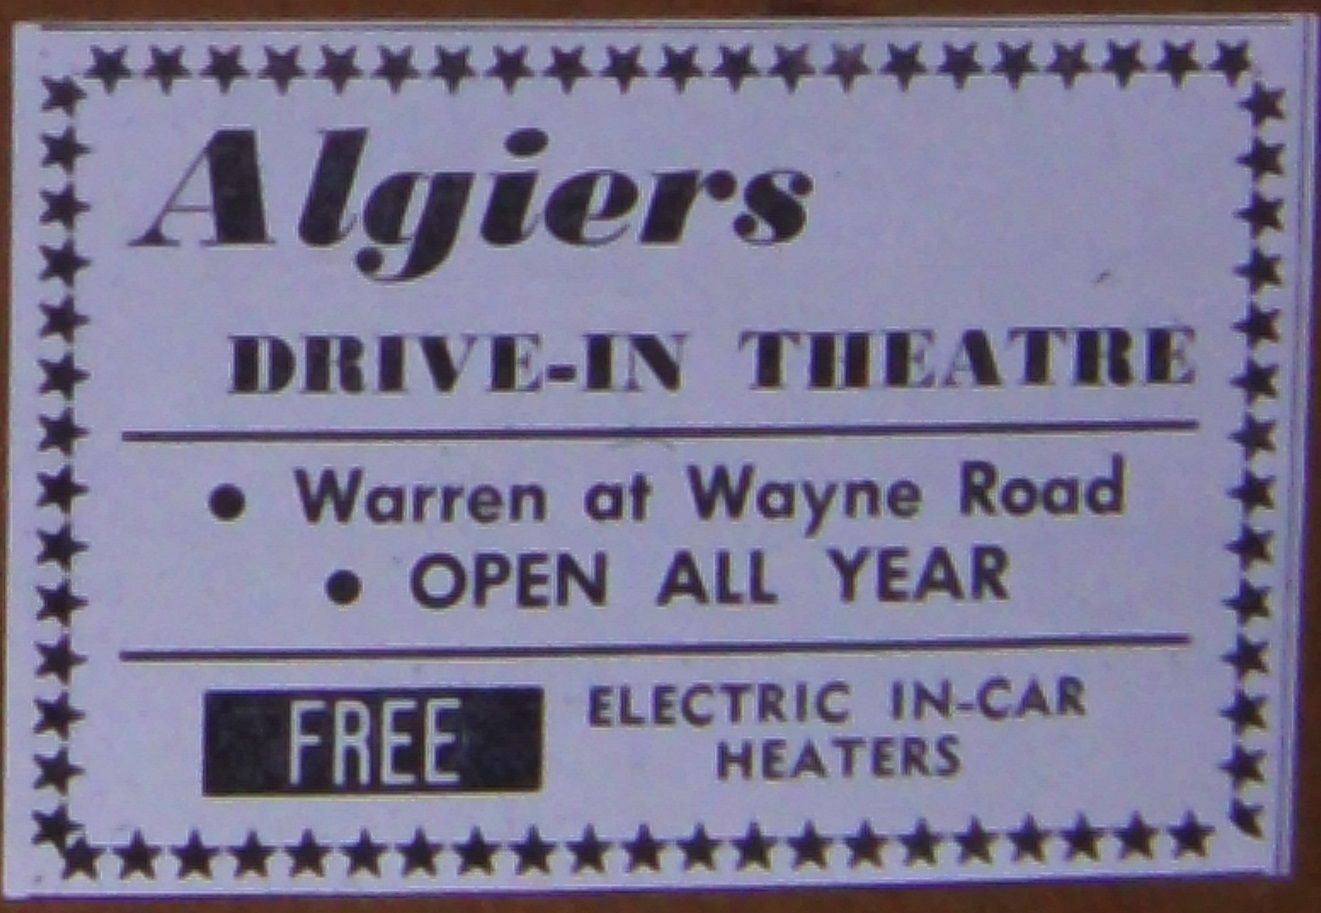 Algiers
DRIVE-IN THEATRE
• Warren at Wayne Road
• OPEN ALL YEAR
FREE ELECTRIC IN-CAR
HEATERS